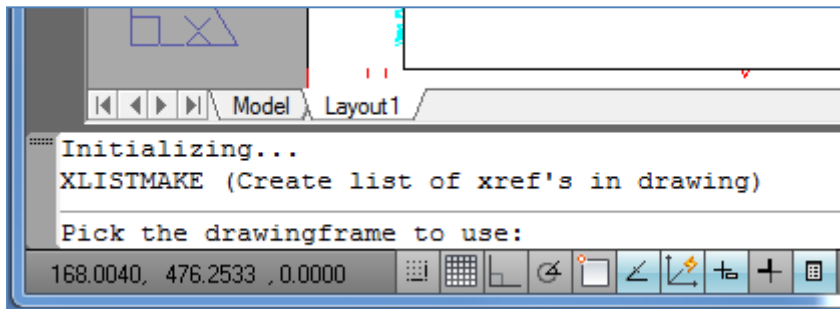 Model Layout1
Initializing...
XLISTMAKE (Create list of xref's in drawing)
Pick the drawingframe to use:
168.0040, 476.2533 , 0.0000